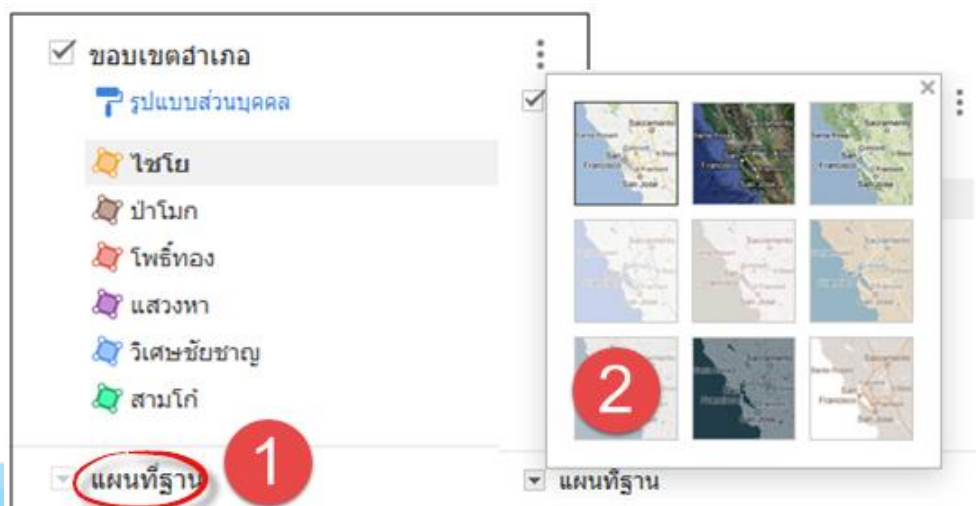 ขอบเขตอำเภอ
รูปแบบส่วนบุคคล
ไชโย
ป่าโมก
โพธิ์ทอง
แสวงหา
วิเศษชัยชาญ
สามโก้
แผนที่ฐาน
1
2
แผนที่ฐาน